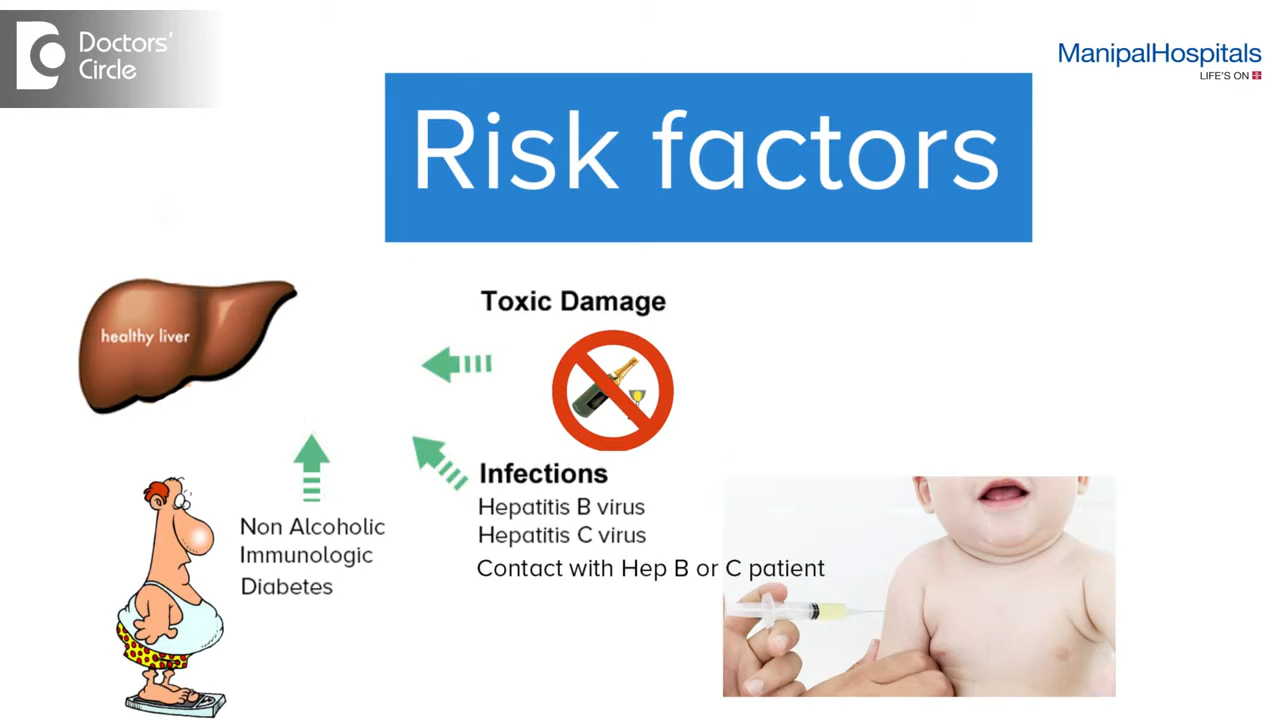 Doctors'
Circle
ManipalHospitals
LIFE'S ON
Risk factors
healthy liver
Toxic Damage
Infections
Hepatitis B virus
Hepatitis C virus
Contact with Hep B or C patient
Non Alcoholic
Immunologic
Diabetes